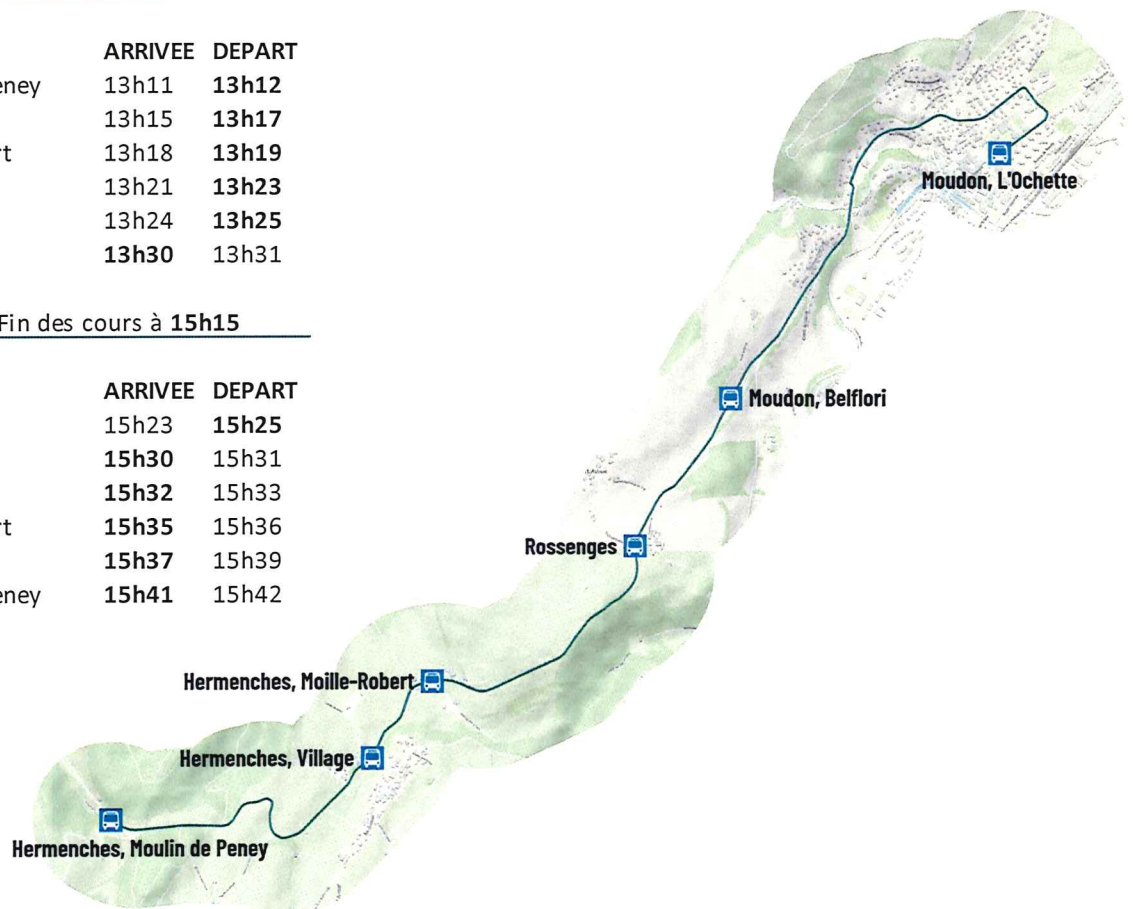 ARRIVEE DEPART
eney 13h11 13h12
13h15 13h17
rt 13h18 13h19
13h21 13h23
13h24 13h25
13h30 13h31
Fin des cours à 15h15
ARRIVEE DEPART
15h23 15h25
15h30 15h31
15h32 15h33
rt 15h35 15h36
15h37 15h39
eney 15h41 15h42
Moudon, L'Ochette
Moudon, Belflori
Rossenges
Hermenches, Moille-Robert
Hermenches, Village
Hermenches, Moulin de Peney